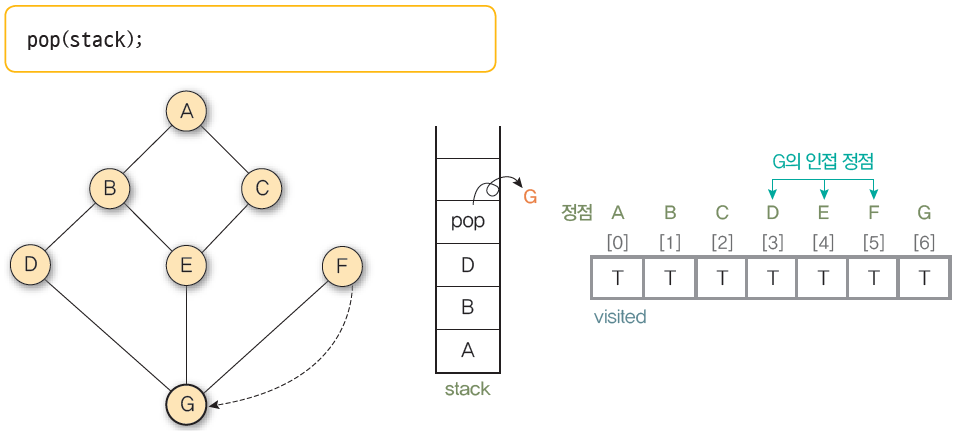 pop(stack);
A
B
C
D
E
F
G
G
pop
D
B
A
stack
G의 인접 정점
정점 A B C D E F G
[0] [1] [2] [3] [4] [5] [6]
T T T T T T T
visited